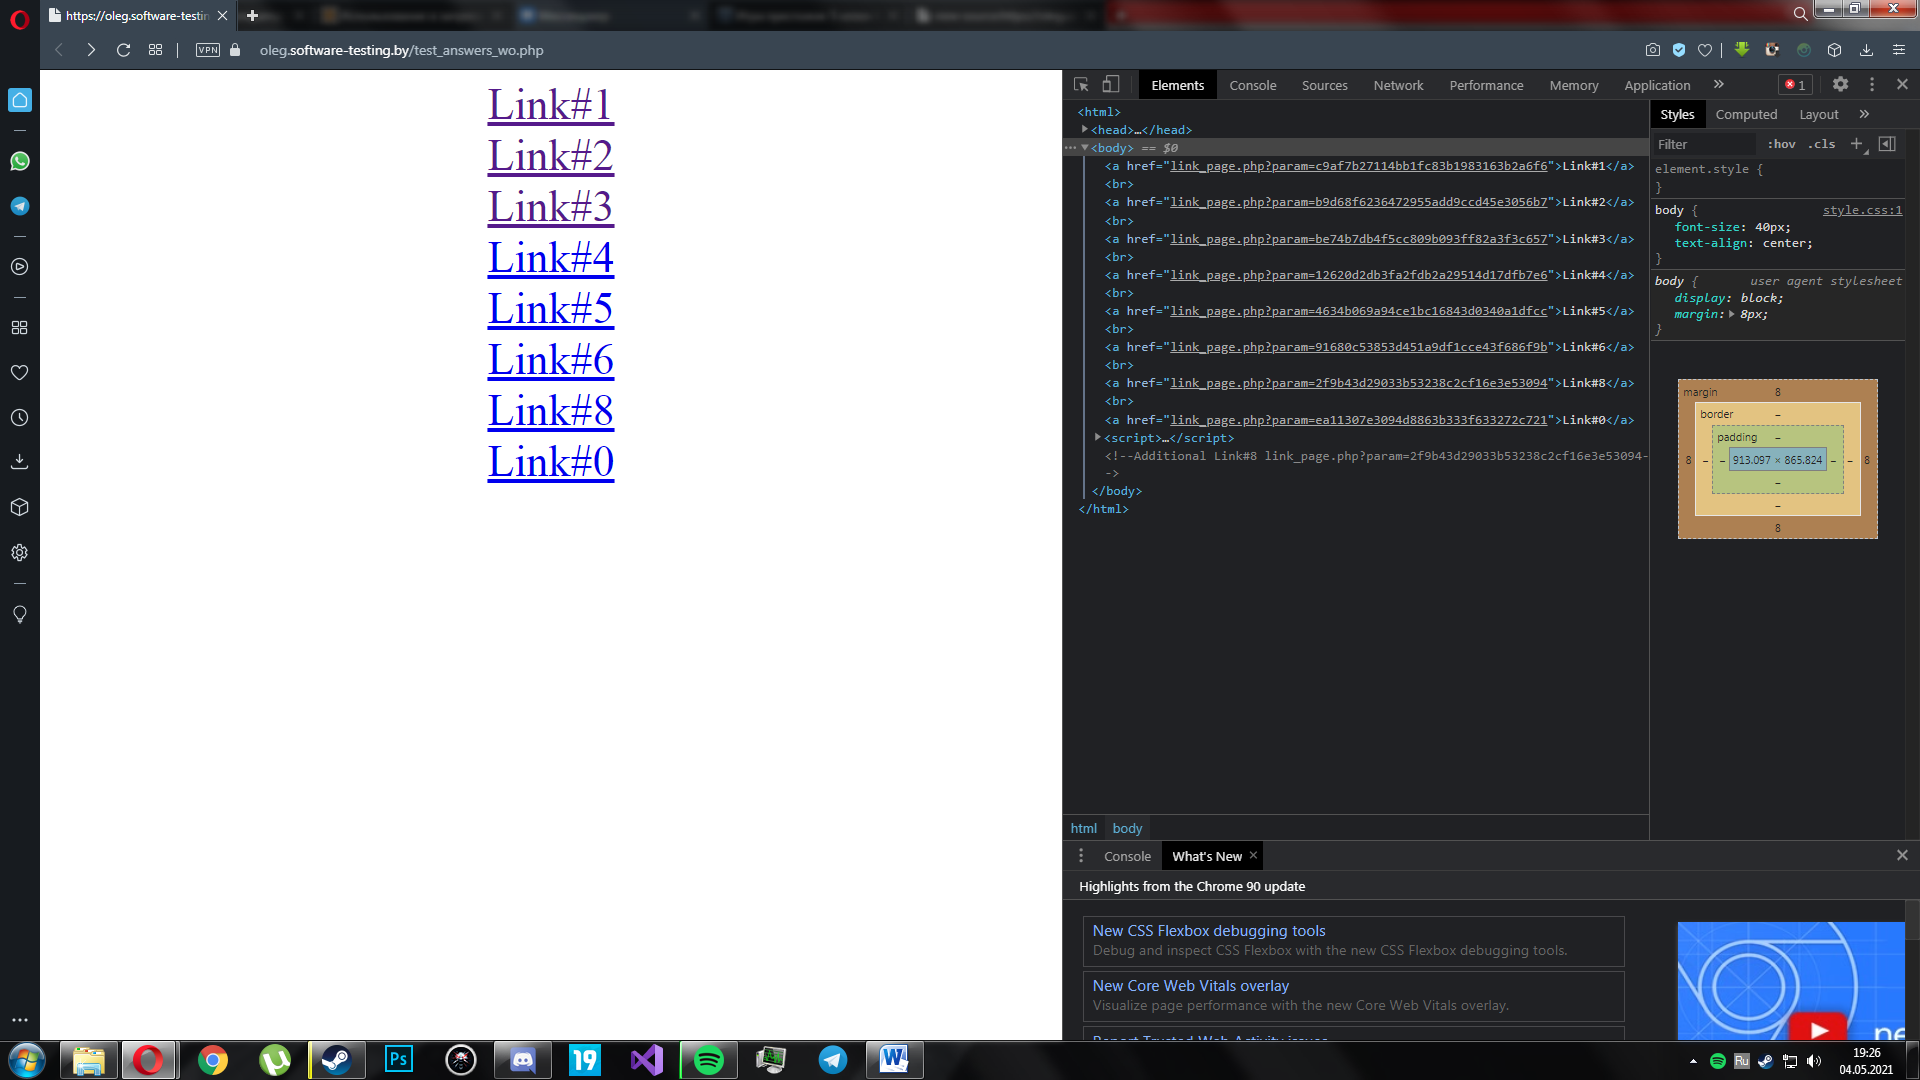 https://oleg.software-testin
VPN
oleg.software-testing.by/test_answers_wo.php
Link#1
Link#2
Link#3
Link#4
Link#5
Link#6
Link#8
Link#0
Elements Console Sources Network Performance Memory Application » 1
<html>
<head>…</head>
<body> == $0
<a href="link_page.php?param=c9af7b27114bb1fc83b1983163b2a6f6">Link#1</a>
<br>
<a href="link_page.php?param=b9d68f6236472955add9ccd45e3056b7">Link#2</a>
<br>
<a href="link_page.php?param=be74b7db4f5cc809b093ff82a3f3c657">Link#3</a>
<br>
<a href="link_page.php?param=12620d2db3fa2fdb2a29514d17dfb7e6">Link#4</a>
<br>
<a href="link_page.php?param=4634b069a94ce1bc16843d0340a1dfcc">Link#5</a>
<br>
<a href="link_page.php?param=91680c53853d451a9df1cce43f686f9b">Link#6</a>
<br>
<a href="link_page.php?param=2f9b43d29033b53238c2cf16e3e53094">Link#8</a>
<br>
<a href="link_page.php?param=ea11307e3094d8863b333f633272c721">Link#0</a>
<script>…</script>
<!--Additional Link#8 link_page.php?param=2f9b43d29033b53238c2cf16e3e53094-
->
</body>
</html>
html body
Styles Computed Layout »
Filter :hov .cls +
element.style {
}
body { style.css:1
font-size: 40px;
text-align: center;
}
body { user agent stylesheet
display: block;
margin: 8px;
}
margin 8
border –
padding –
8 – – 913.097 × 865.824 – – 8
–
–
8
Console What's New
Highlights from the Chrome 90 update
New CSS Flexbox debugging tools
Debug and inspect CSS Flexbox with the new CSS Flexbox debugging tools.
New Core Web Vitals overlay
Visualize page performance with the new Core Web Vitals overlay.
ne
Ps
19
Ru
19:26
04.05.2021